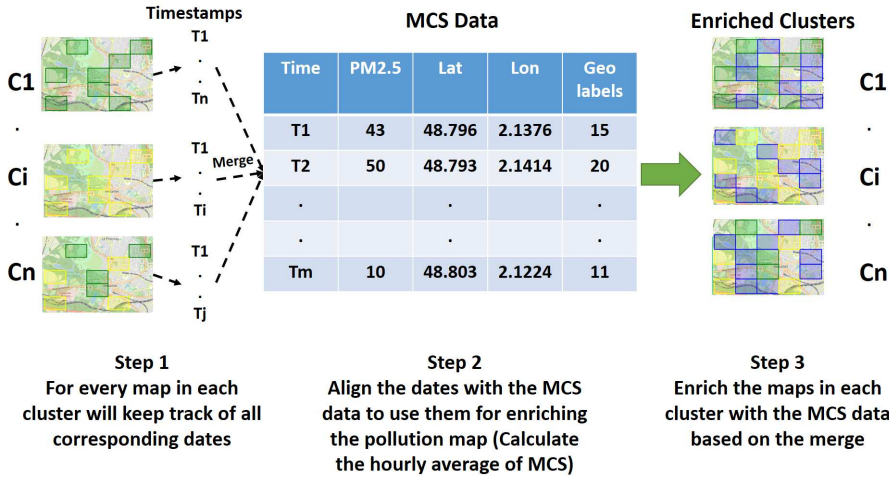 Timestamps
MCS Data
Enriched Clusters
C1
.
Ci
.
Cn
T1
.
.
Tn
T1
.
.
Ti
T1
.
.
Tj
Merge
Time PM2.5 Lat Lon Geo labels
T1 43 48.796 2.1376 15
T2 50 48.793 2.1414 20
. . . .
. . . .
Tm 10 48.803 2.1224 11
C1
.
Ci
.
Cn
Step 1
For every map in each
cluster will keep track of all
corresponding dates
Step 2
Align the dates with the MCS
data to use them for enriching
the pollution map (Calculate
the hourly average of MCS)
Step 3
Enrich the maps in each
cluster with the MCS data
based on the merge